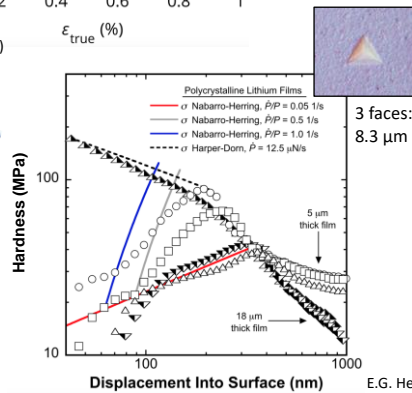 0.4 0.6 0.8 1
ε_true (%)
3 faces:
8.3 µm
Polycrystalline Lithium Films
σ Nabarro-Herring, Ṗ/P = 0.05 1/s
σ Nabarro-Herring, Ṗ/P = 0.5 1/s
σ Nabarro-Herring, Ṗ/P = 1.0 1/s
σ Harper-Dorn, Ṗ = 12.5 µN/s
Hardness (MPa)
100
10
5 µm
thick film
18 µm
thick film
100
1000
Displacement Into Surface (nm)
E.G. He